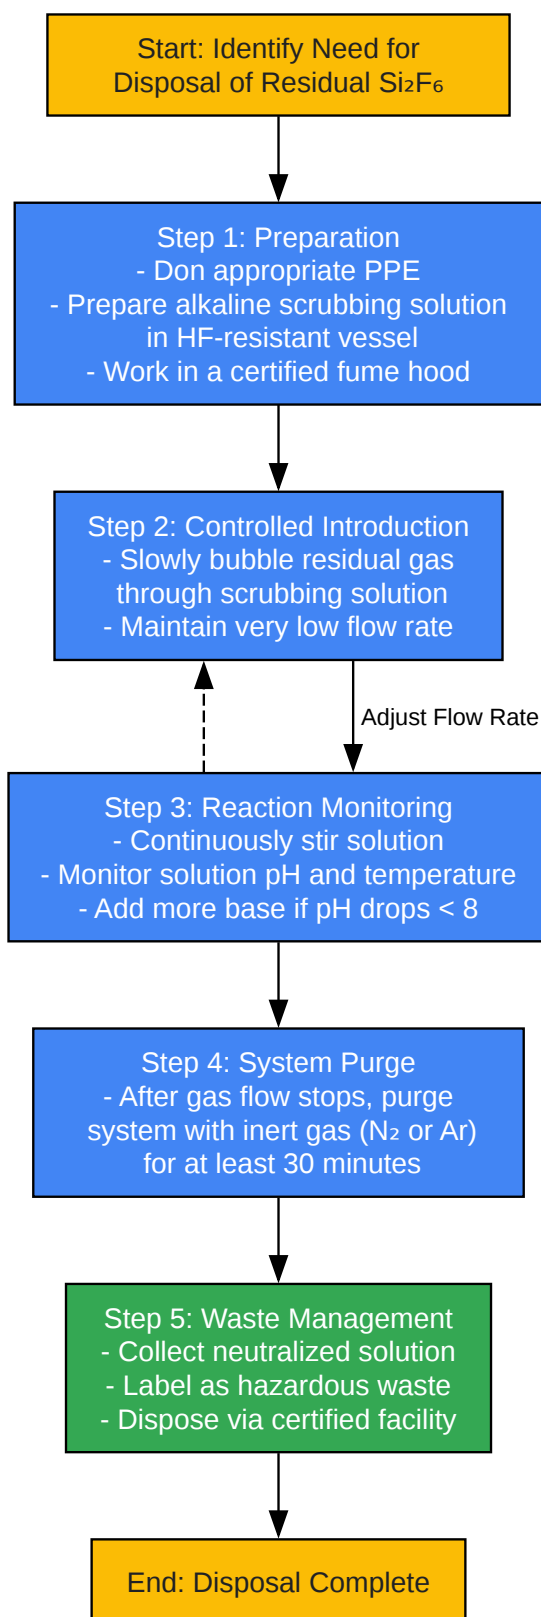 Start: Identify Need for
Disposal of Residual Si₂F₆
Step 1: Preparation
- Don appropriate PPE
- Prepare alkaline scrubbing solution
in HF-resistant vessel
- Work in a certified fume hood
Step 2: Controlled Introduction
- Slowly bubble residual gas
through scrubbing solution
- Maintain very low flow rate
Adjust Flow Rate
Step 3: Reaction Monitoring
- Continuously stir solution
- Monitor solution pH and temperature
- Add more base if pH drops < 8
Step 4: System Purge
- After gas flow stops, purge
system with inert gas (N₂ or Ar)
for at least 30 minutes
Step 5: Waste Management
- Collect neutralized solution
- Label as hazardous waste
- Dispose via certified facility
End: Disposal Complete